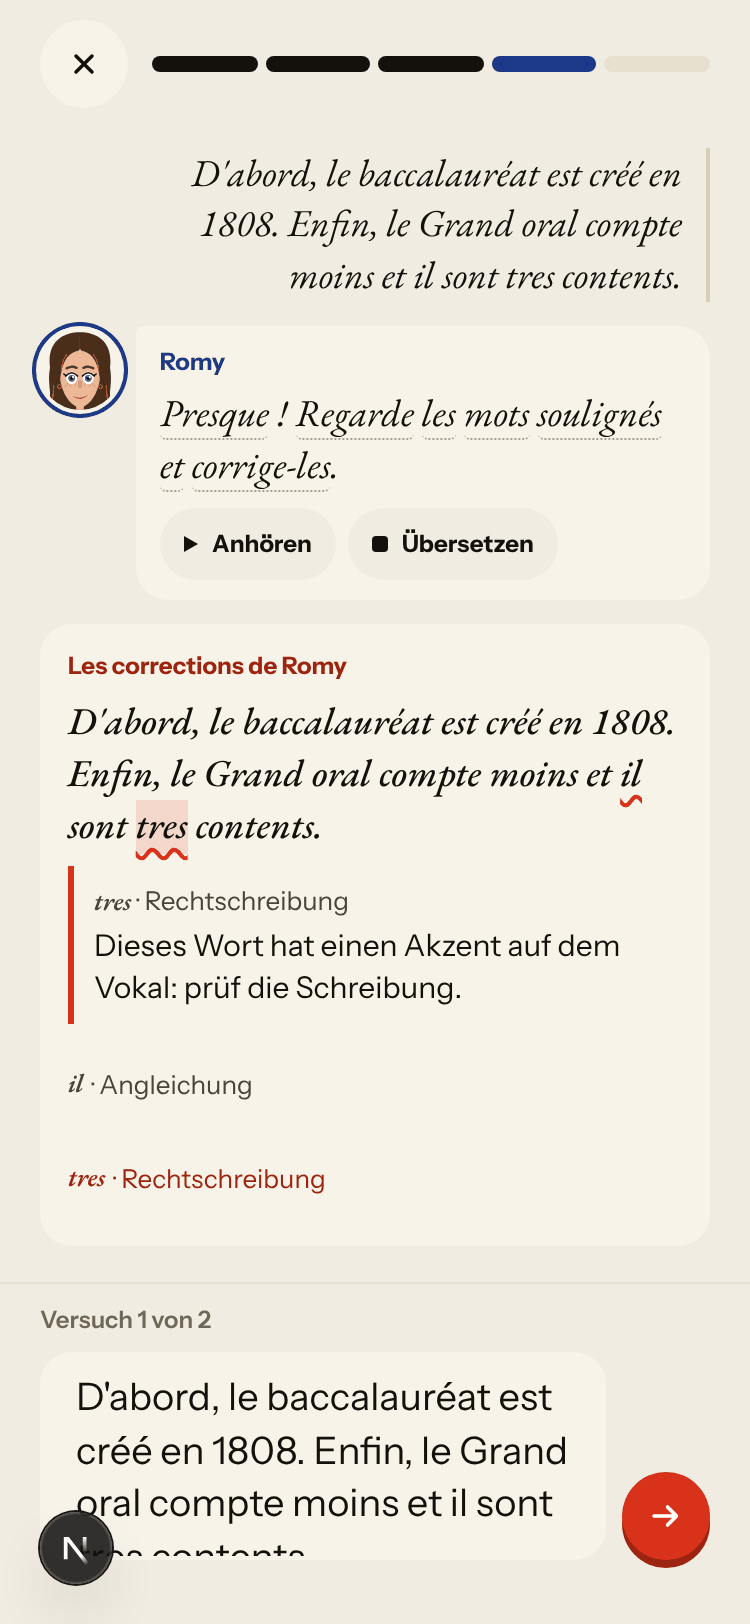 D'abord, le baccalauréat est créé en
1808. Enfin, le Grand oral compte
moins et il sont tres contents.
Romy
Presque ! Regarde les mots soulignés
et corrige-les.
Anhören Übersetzen
Les corrections de Romy
D'abord, le baccalauréat est créé en 1808.
Enfin, le Grand oral compte moins et il
sont tres contents.
tres · Rechtschreibung
Dieses Wort hat einen Akzent auf dem
Vokal: prüf die Schreibung.
il · Angleichung
tres · Rechtschreibung
Versuch 1 von 2
D'abord, le baccalauréat est
créé en 1808. Enfin, le Grand
oral compte moins et il sont
tres contents.
N